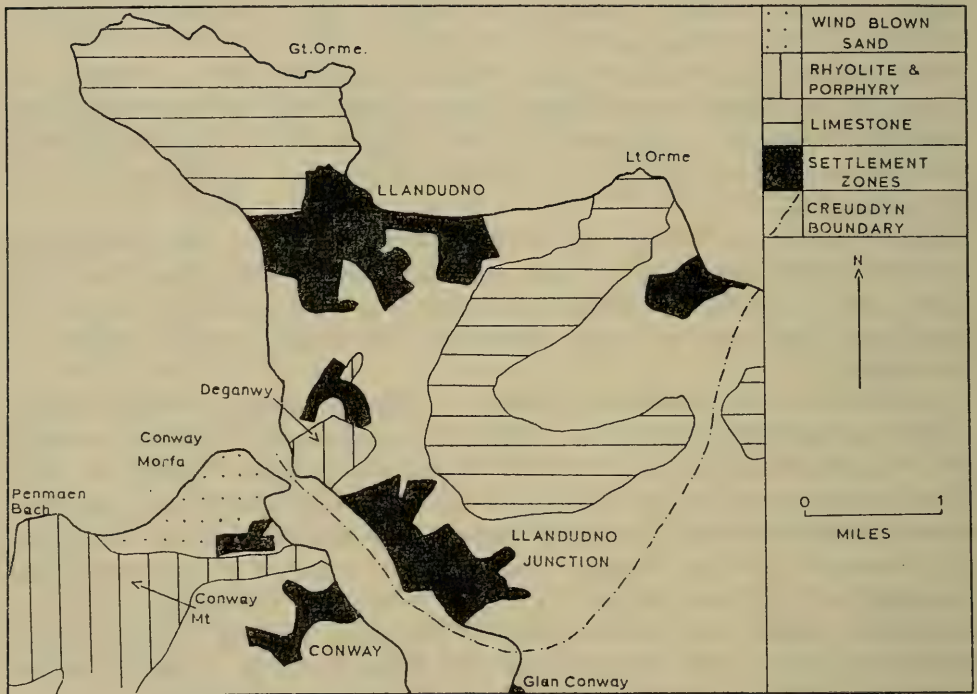 Gt.Orme.
Lt Orme
LLANDUDNO
Deganwy
Conway
Morfa
Penmaen
Bach
LLANDUDNO
JUNCTION
Conway
Mt
CONWAY
Glan Conway
WIND BLOWN
SAND
RHYOLITE &
PORPHYRY
LIMESTONE
SETTLEMENT
ZONES
CREUDDYN
BOUNDARY
N
0 1
MILES